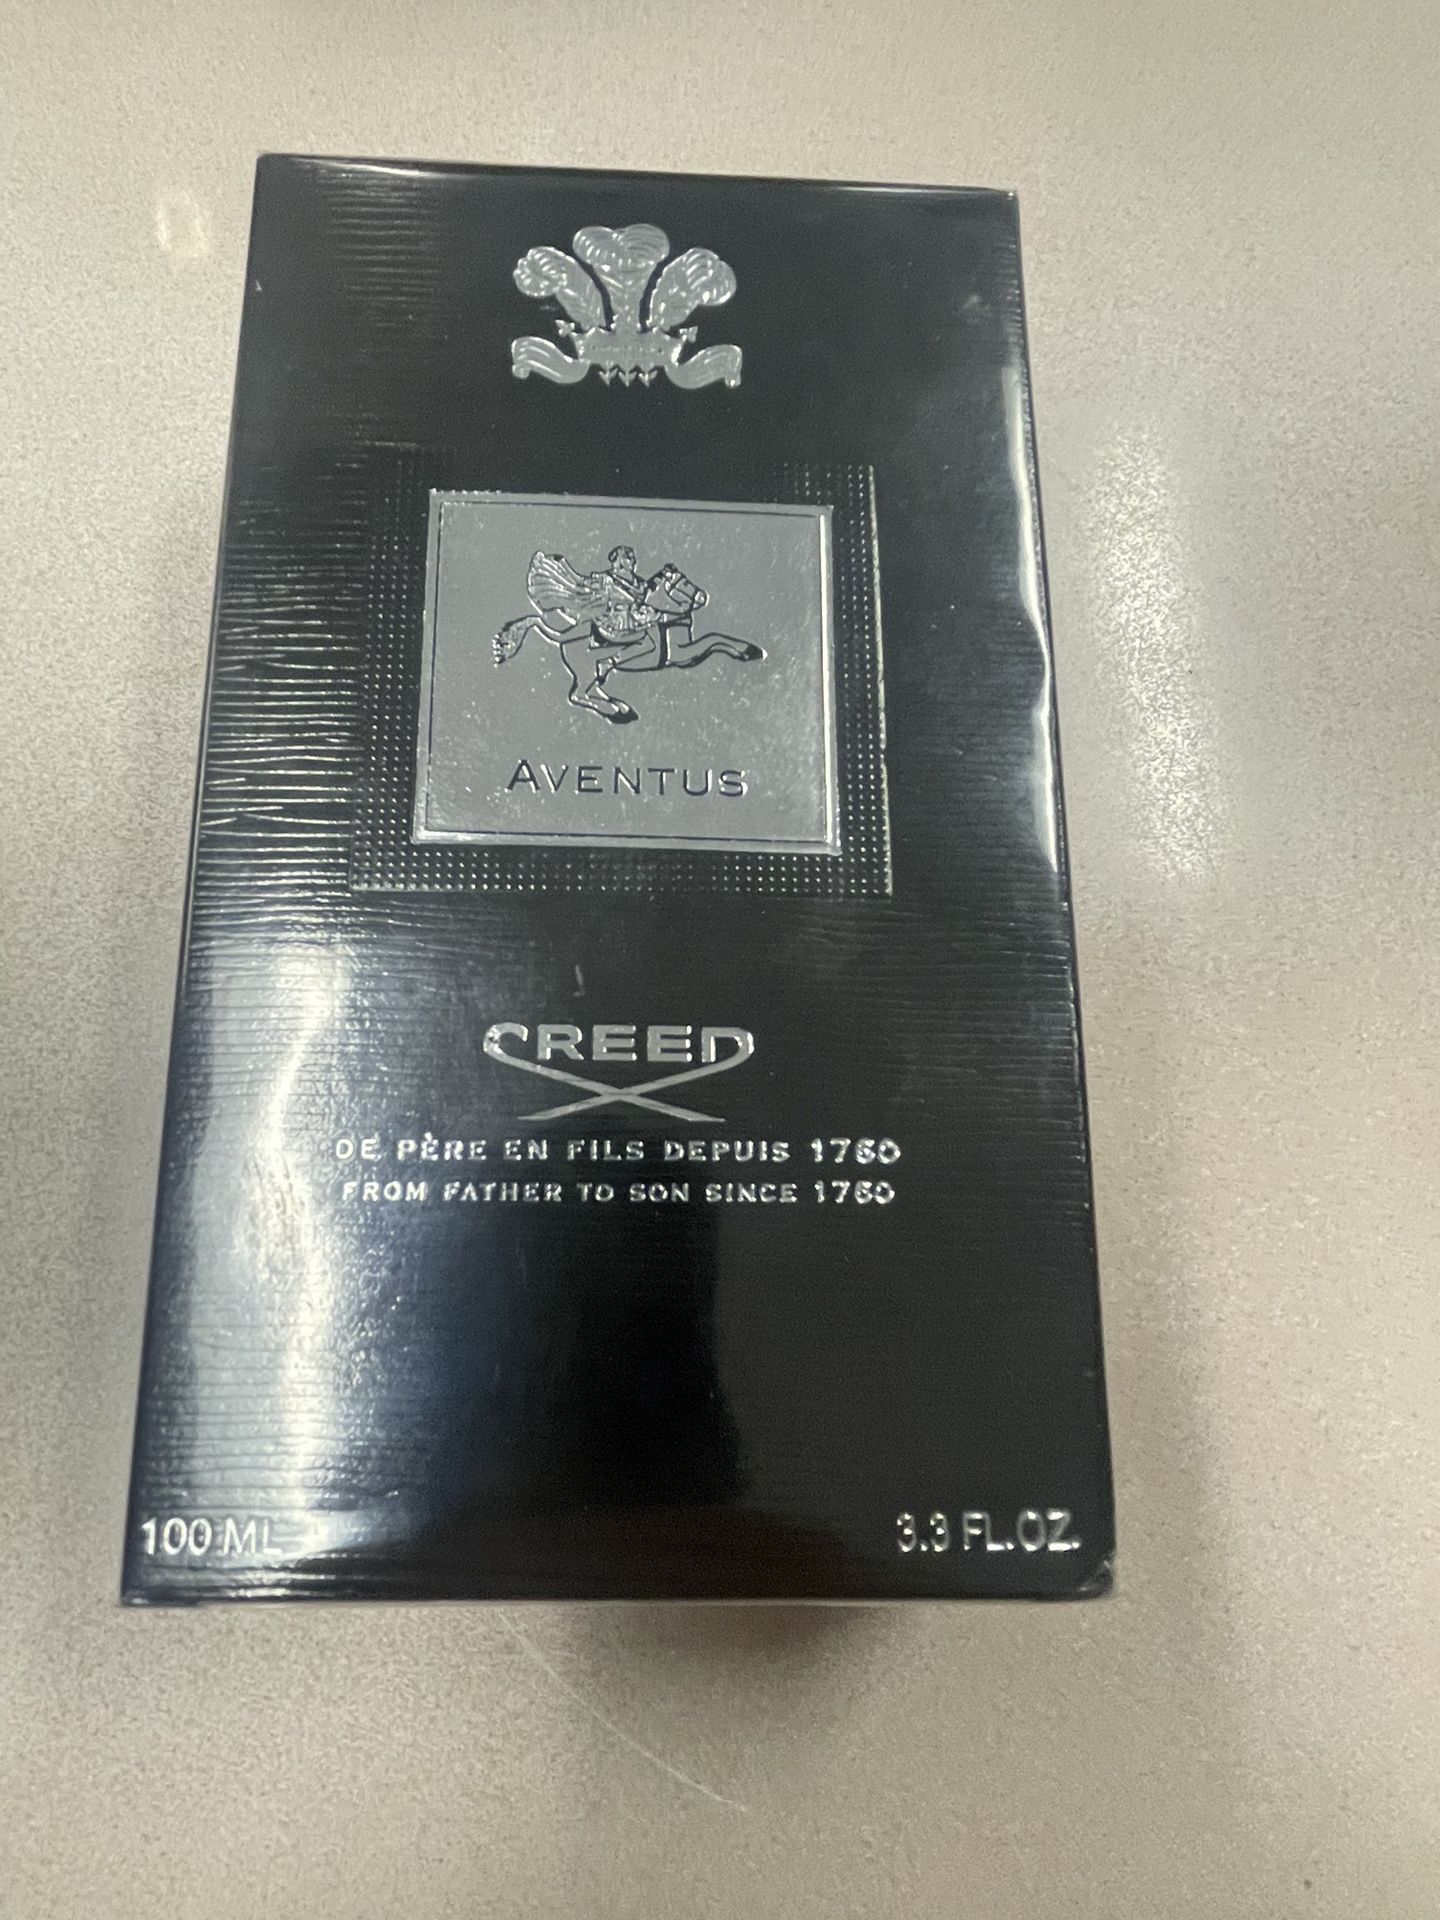 AVENTUS
CREED
DE PÈRE EN FILS DEPUIS 1760
FROM FATHER TO SON SINCE 1760
100 ML
3.3 FL.OZ.